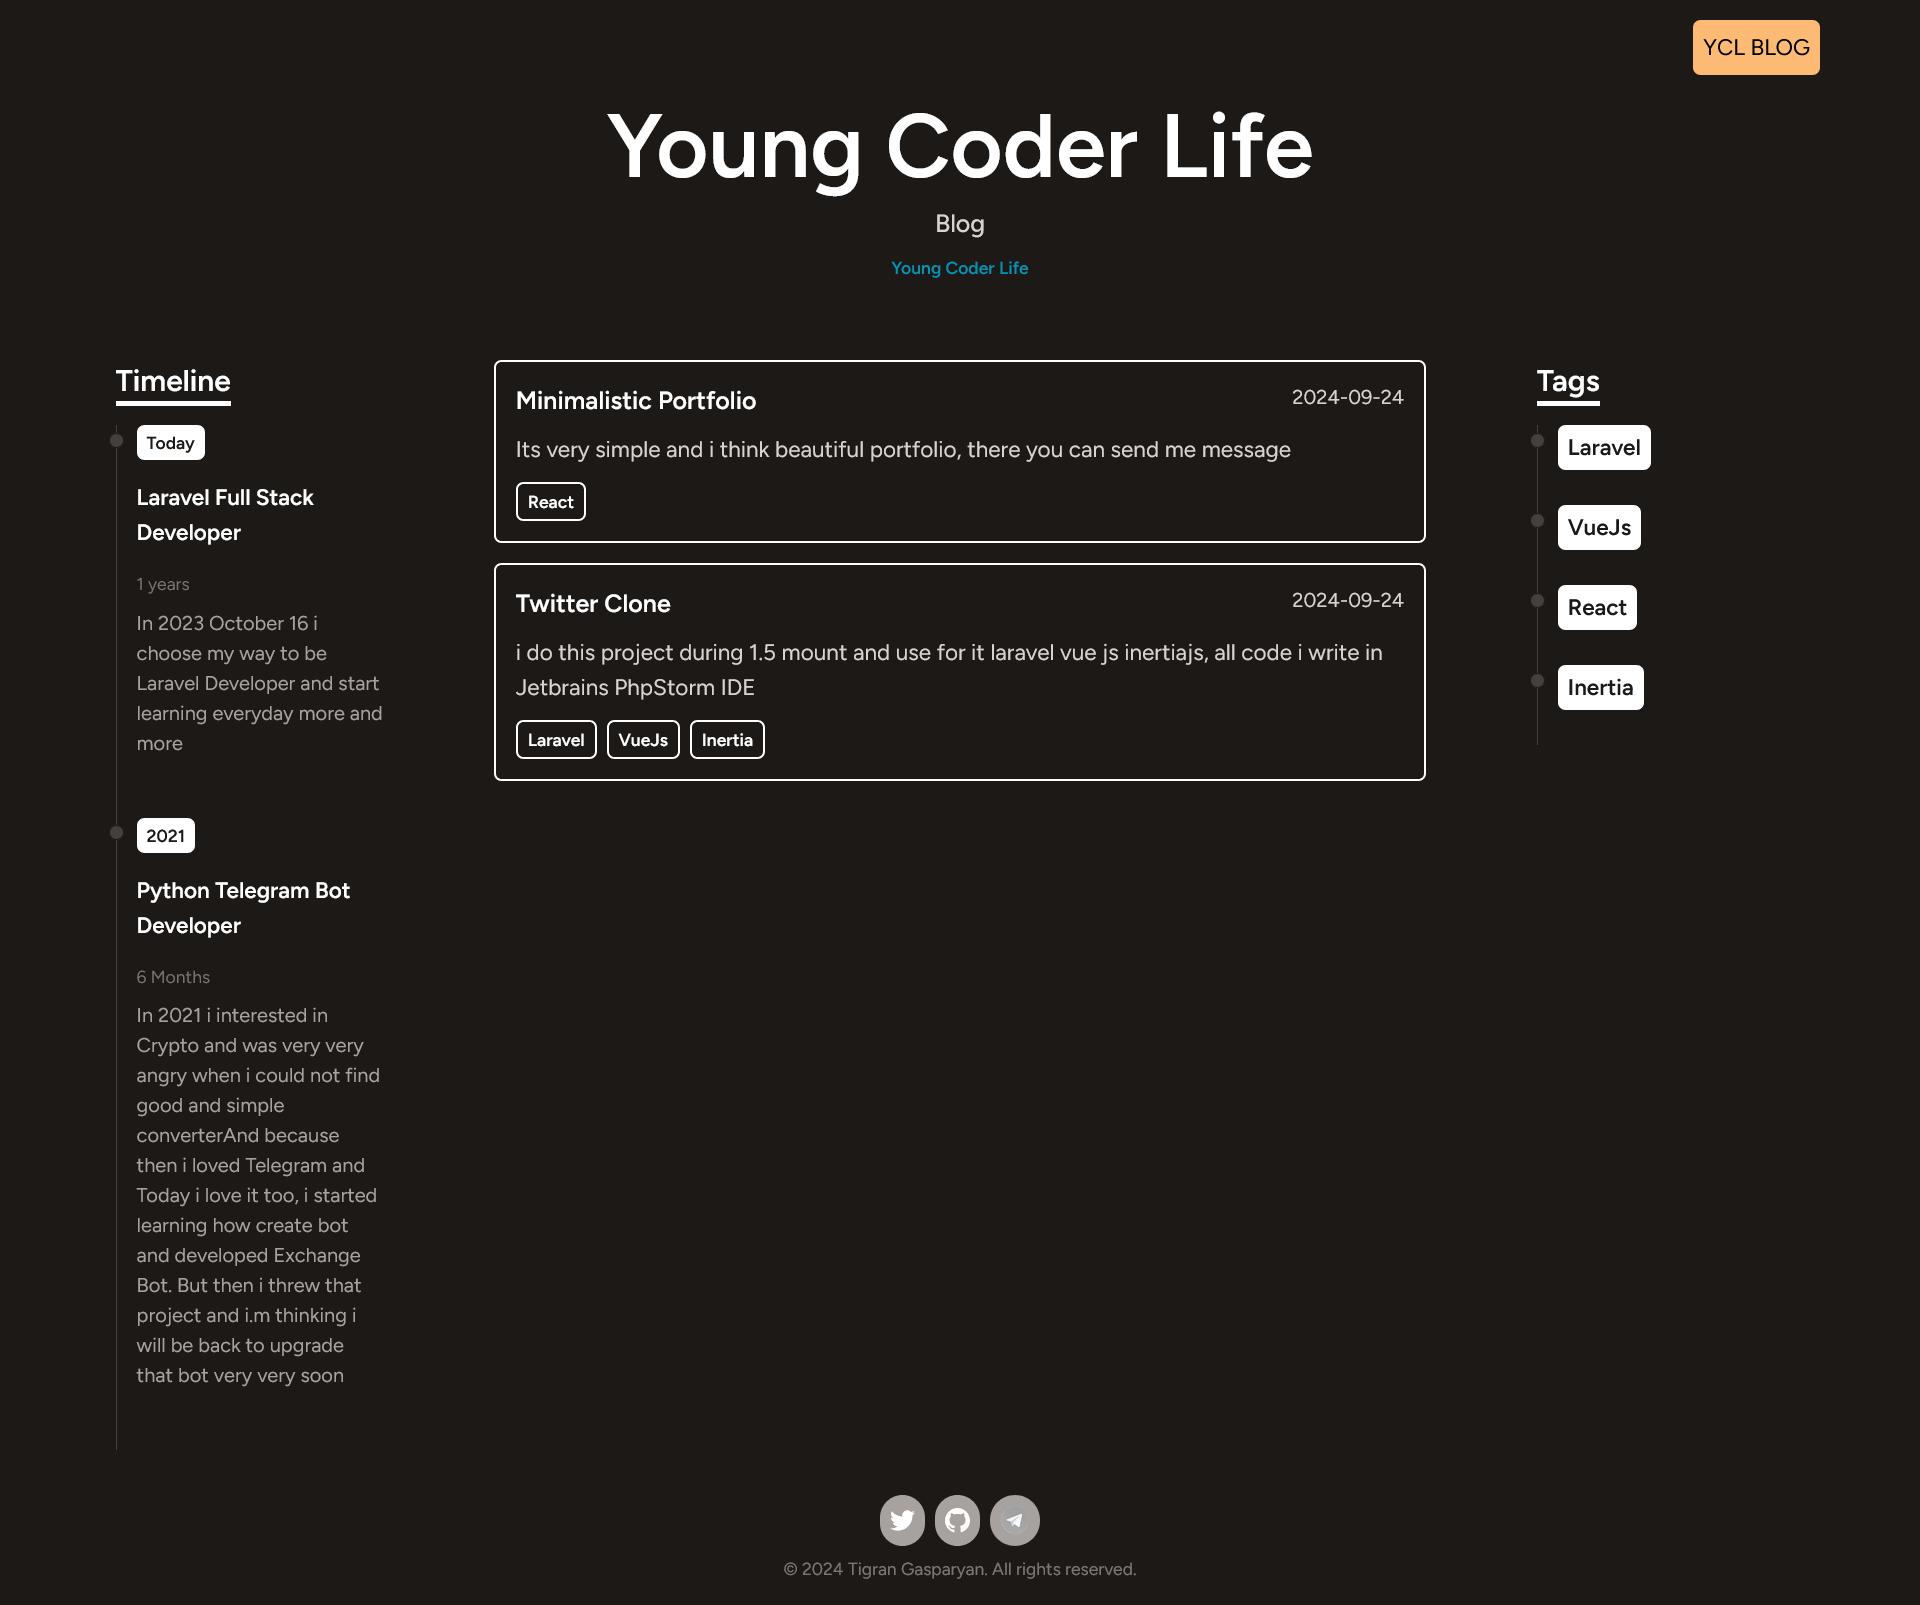 YCL BLOG
Young Coder Life
Blog
Young Coder Life
Timeline
Today
Laravel Full Stack
Developer
1 years
In 2023 October 16 i
choose my way to be
Laravel Developer and start
learning everyday more and
more
2021
Python Telegram Bot
Developer
6 Months
In 2021 i interested in
Crypto and was very very
angry when i could not find
good and simple
converterAnd because
then i loved Telegram and
Today i love it too, i started
learning how create bot
and developed Exchange
Bot. But then i threw that
project and i.m thinking i
will be back to upgrade
that bot very very soon
Minimalistic Portfolio
2024-09-24
Its very simple and i think beautiful portfolio, there you can send me message
React
Twitter Clone
2024-09-24
i do this project during 1.5 mount and use for it laravel vue js inertiajs, all code i write in
Jetbrains PhpStorm IDE
Laravel VueJs Inertia
Tags
Laravel
VueJs
React
Inertia
© 2024 Tigran Gasparyan. All rights reserved.